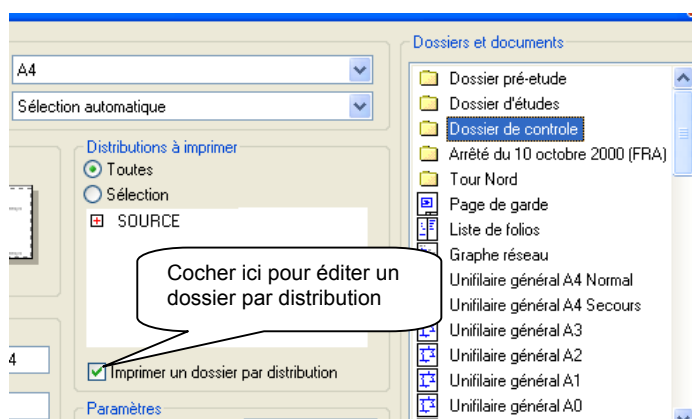 Dossiers et documents
A4
Sélection automatique
Distributions à imprimer
Toutes
Sélection
SOURCE
Cocher ici pour éditer un
dossier par distribution
4
Imprimer un dossier par distribution
Paramètres
Dossier pré-etude
Dossier d'études
Dossier de controle
Arrêté du 10 octobre 2000 (FRA)
Tour Nord
Page de garde
Liste de folios
Graphe réseau
Unifilaire général A4 Normal
Unifilaire général A4 Secours
Unifilaire général A3
Unifilaire général A2
Unifilaire général A1
Unifilaire général A0